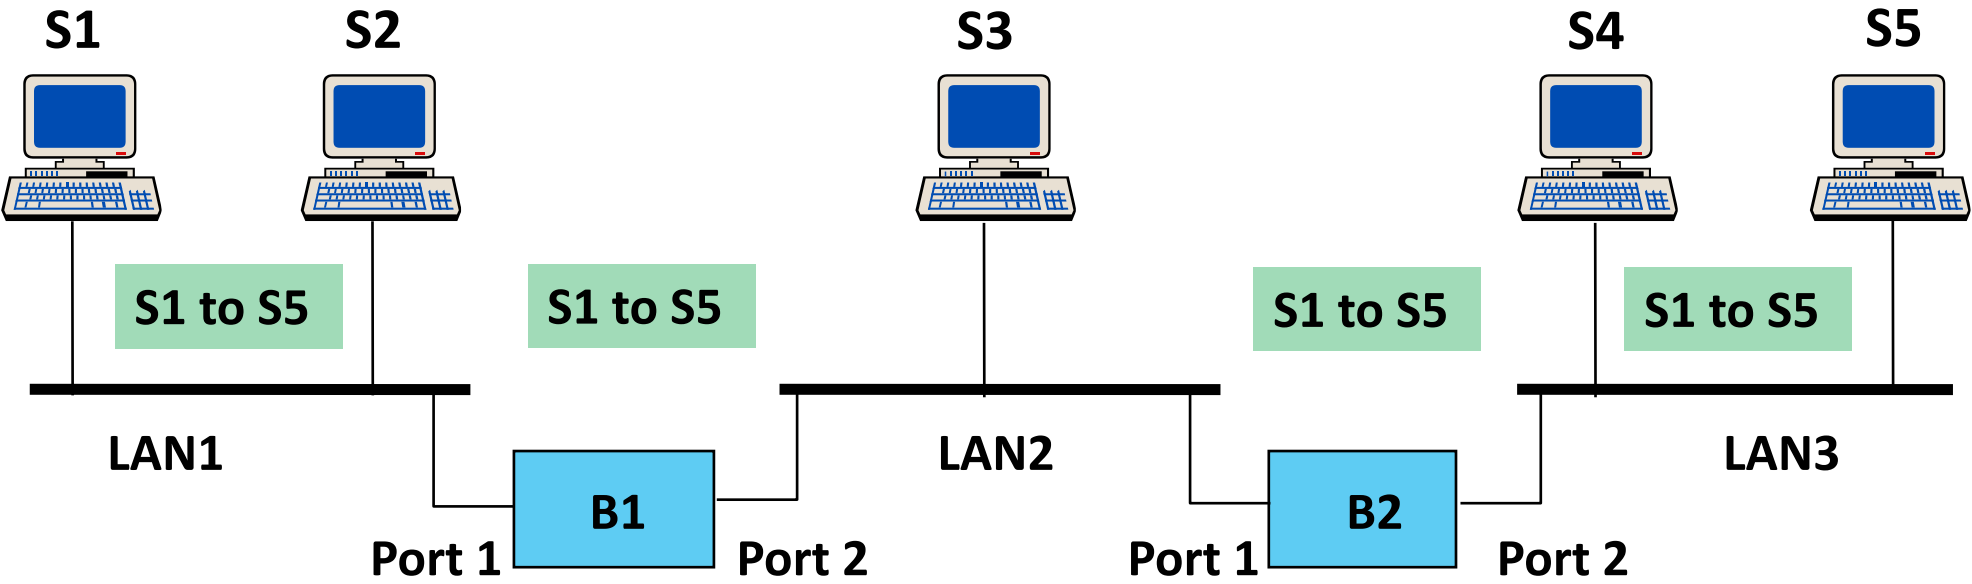 S1 S2 S3 S4 S5
S1 to S5 S1 to S5 S1 to S5 S1 to S5
LAN1 LAN2 LAN3
B1 B2
Port 1 Port 2 Port 1 Port 2